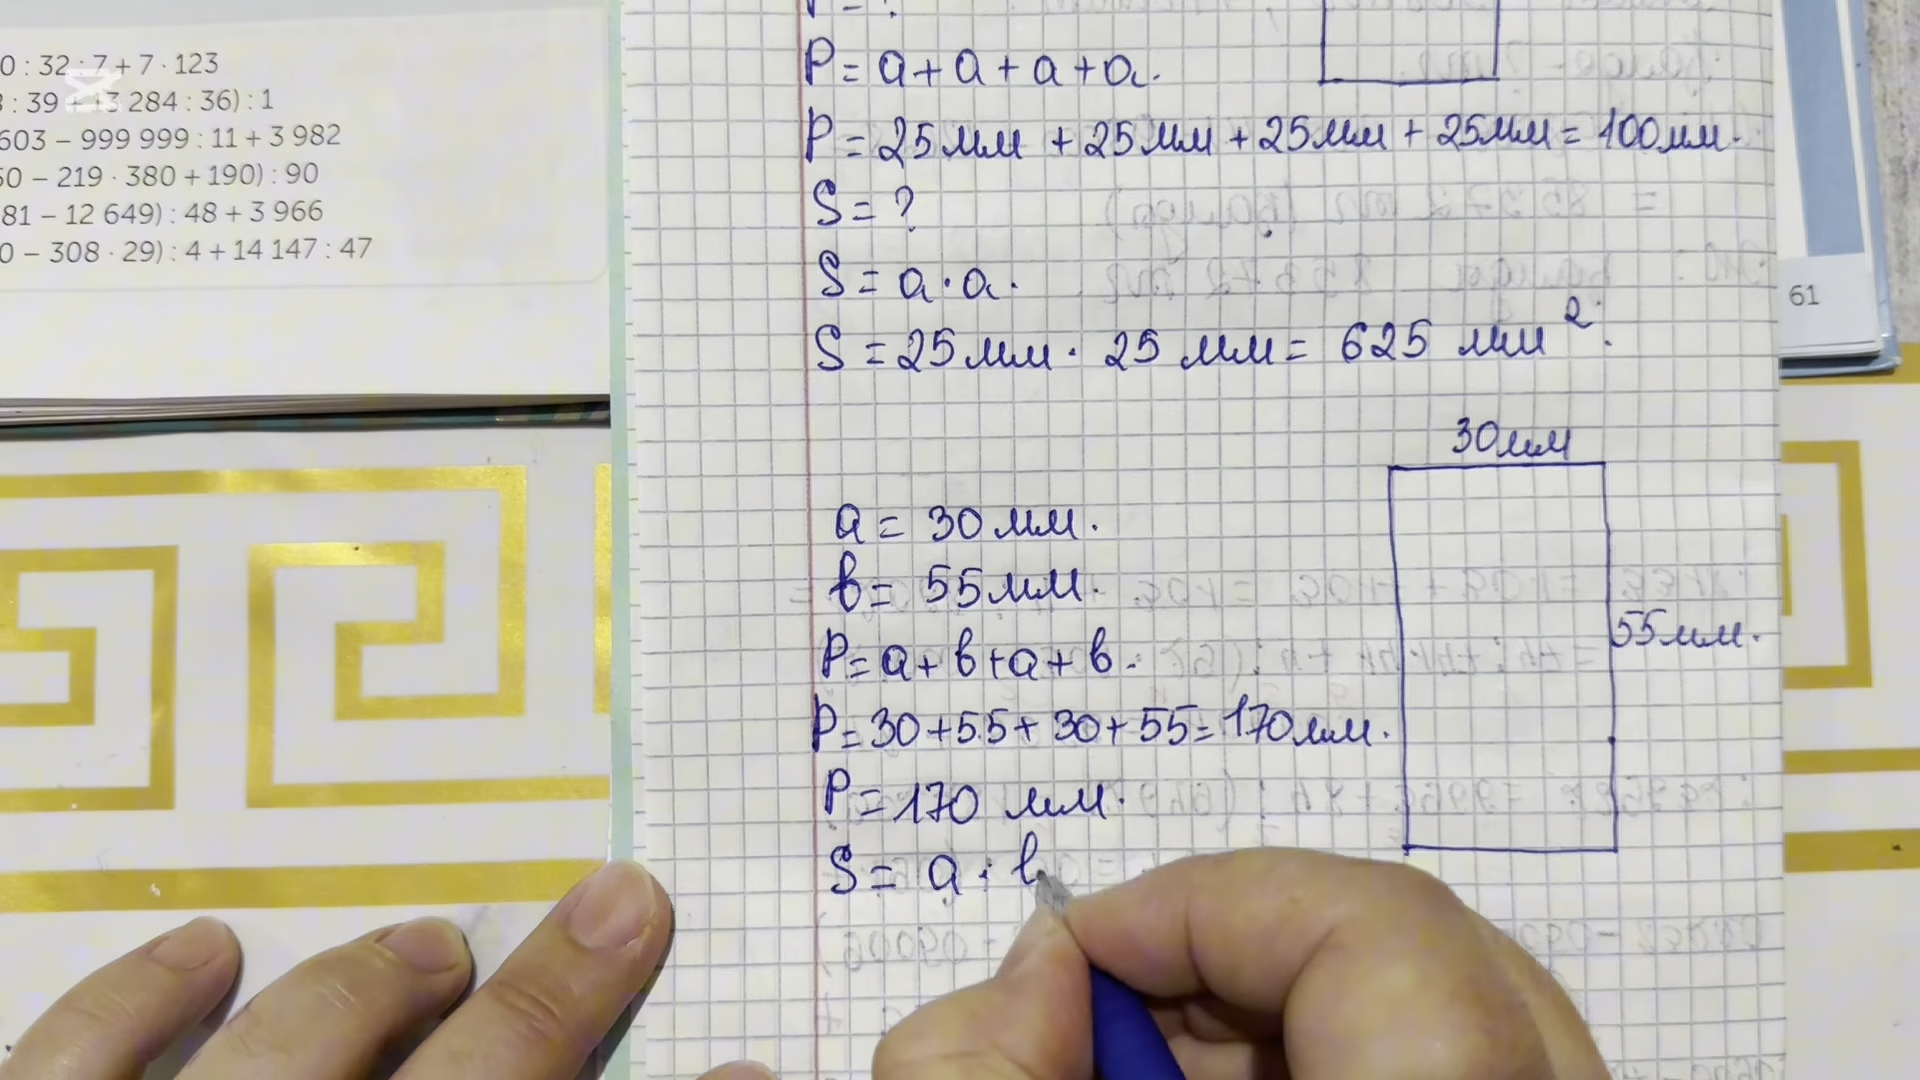 0 : 32 : 7 + 7 · 123
: 39 + 13 284 : 36) : 1
603 – 999 999 : 11 + 3 982
50 – 219 · 380 + 190) : 90
81 – 12 649) : 48 + 3 966
0 – 308 · 29) : 4 + 14 147 : 47
P = ?
P = a + a + a + a.
P = 25 мм + 25 мм + 25 мм + 25 мм = 100 мм.
S = ?
S = a · a.
S = 25 мм · 25 мм = 625 мм².
30 мм
a = 30 мм.
в = 55 мм.
55 мм.
P = a + в + a + в.
P = 30 + 55 + 30 + 55 = 170 мм.
P = 170 мм.
S = a · в
61